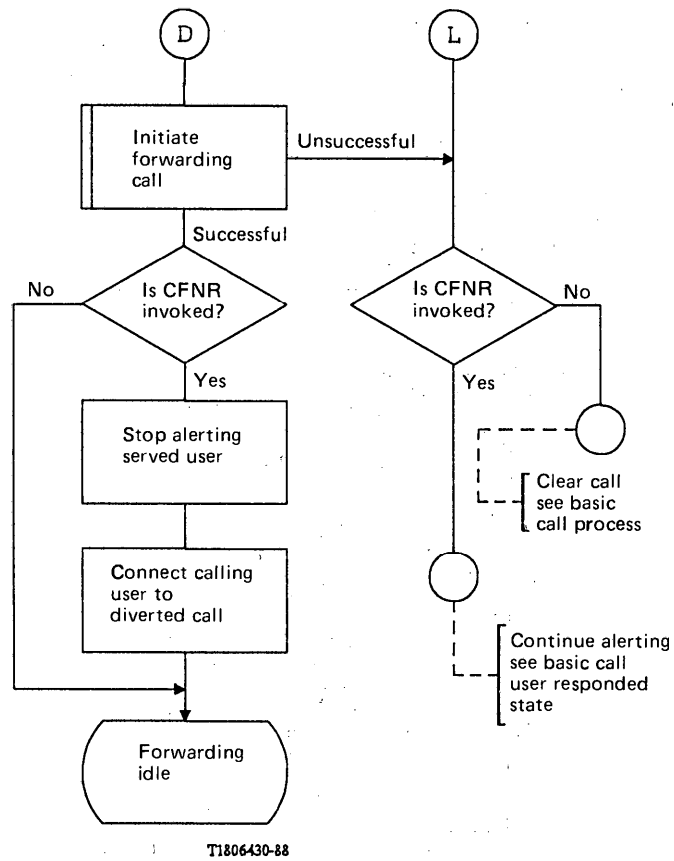 D
L
Initiate
forwarding
call
Unsuccessful
Successful
Is CFNR
invoked?
No
Yes
Is CFNR
invoked?
No
Yes
Stop alerting
served user
Connect calling
user to
diverted call
Clear call
see basic
call process
Continue alerting
see basic call
user responded
state
Forwarding
idle
T1806430-88